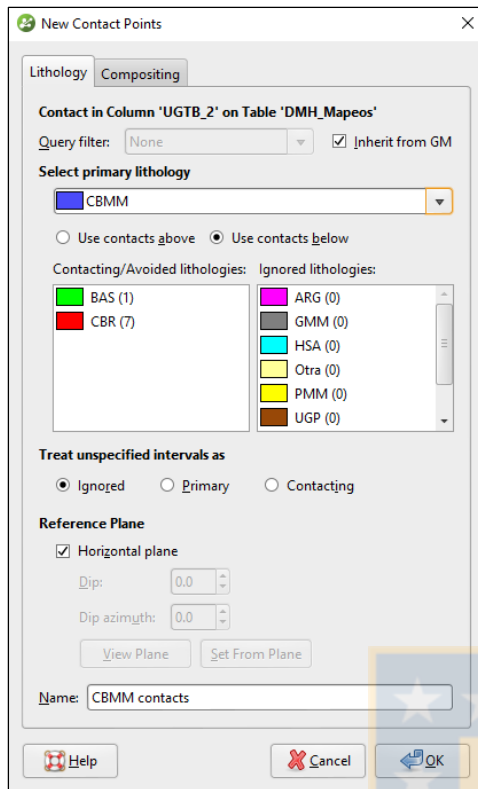 New Contact Points
Lithology Compositing
Contact in Column 'UGTB_2' on Table 'DMH_Mapeos'
Query filter: None Inherit from GM
Select primary lithology
CBMM
Use contacts above Use contacts below
Contacting/Avoided lithologies: Ignored lithologies:
BAS (1) ARG (0)
CBR (7) GMM (0)
HSA (0)
Otra (0)
PMM (0)
UGP (0)
Treat unspecified intervals as
Ignored Primary Contacting
Reference Plane
Horizontal plane
Dip: 0.0
Dip azimuth: 0.0
View Plane Set From Plane
Name: CBMM contacts
Help Cancel OK